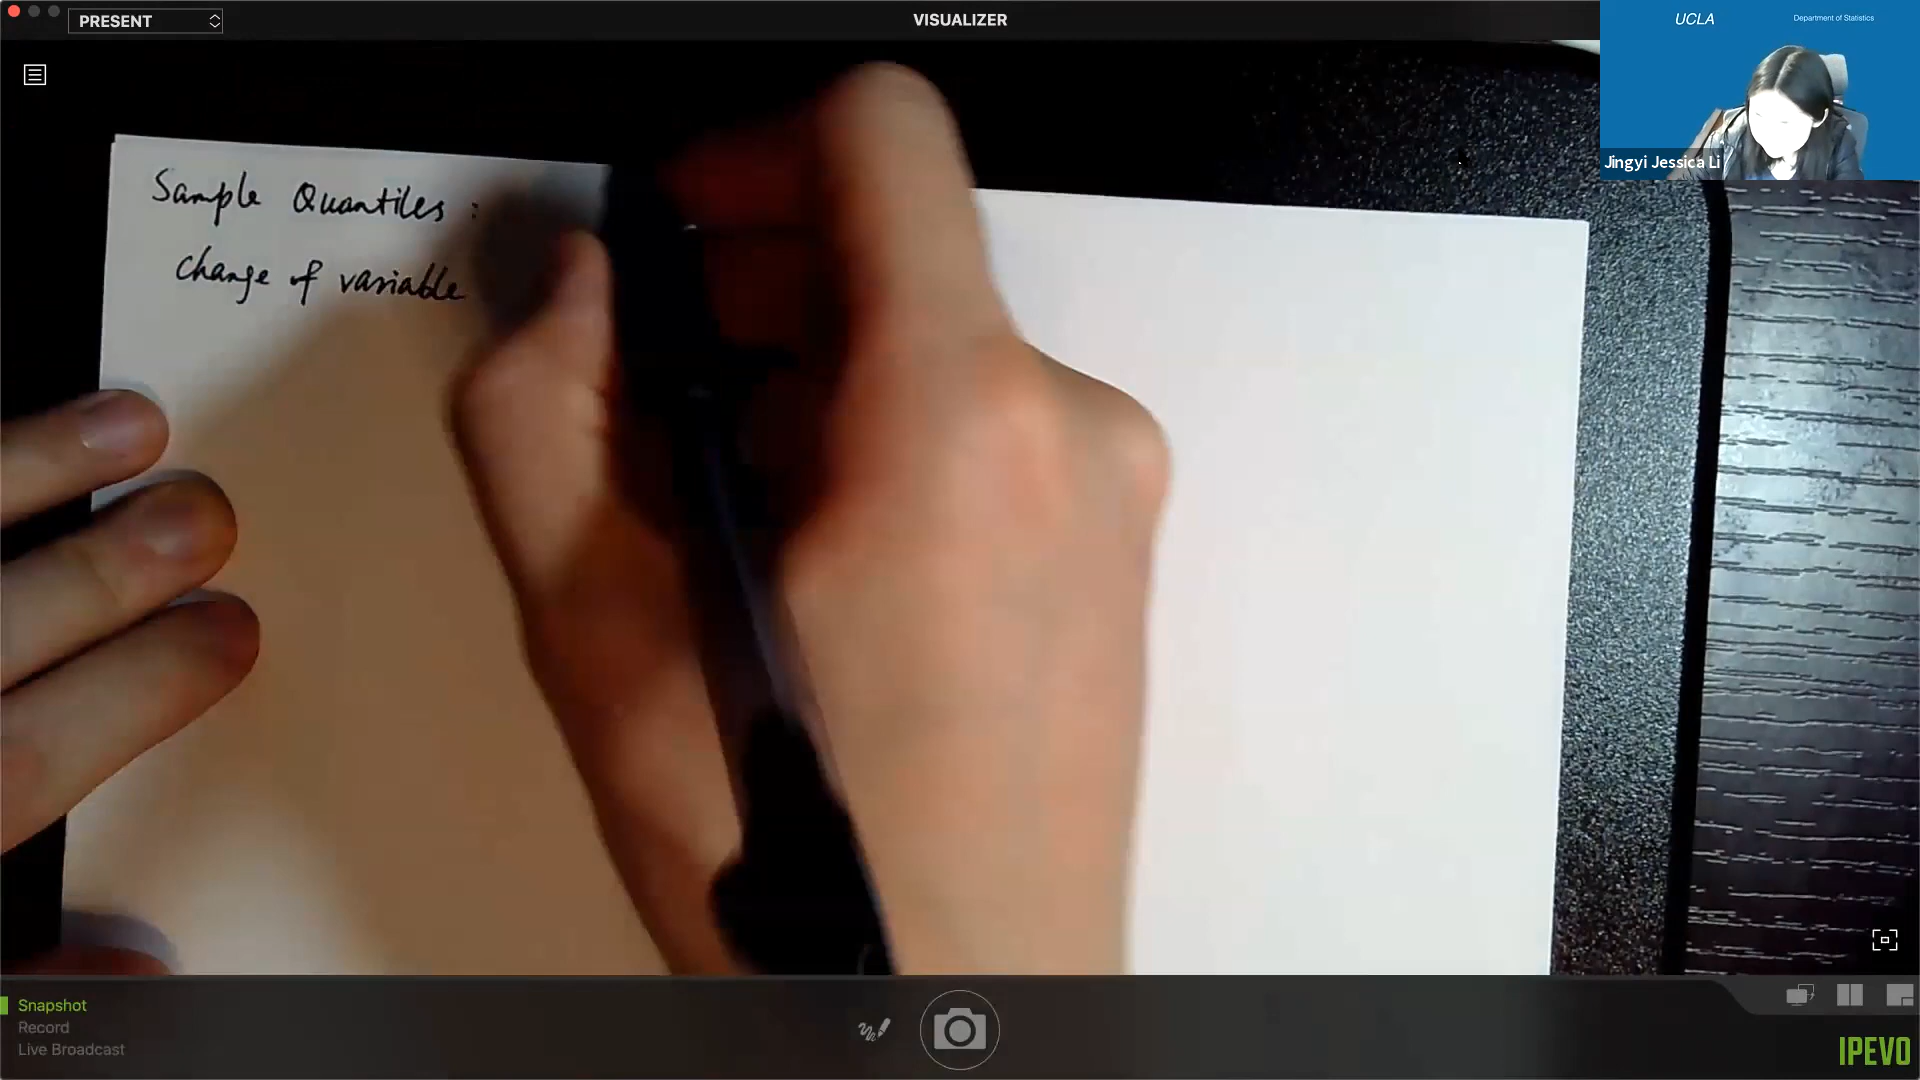 PRESENT
VISUALIZER
UCLA
Department of Statistics
Jingyi Jessica Li
Sample Quantiles :
change of variable
Snapshot
Record
Live Broadcast
IPEVO